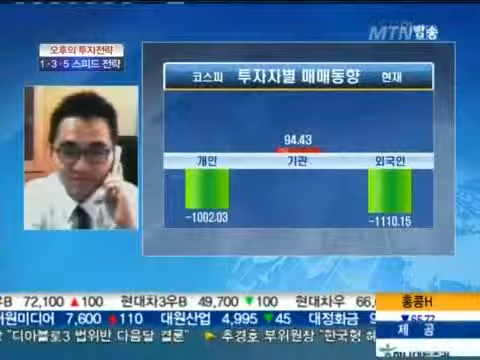 MTN방송
오후의 투자전략
1·3·5 스피드 전략
코스피 투자자별 매매동향 현재
94.43
개인 기관 외국인
-1002.03
-1110.15
우B 72,100 ▲100 현대차3우B 49,700 ▼100 현대차우 66,
홍콩H
▼65.77
원미디어 7,600 ▲110 대원산업 4,995 ▼45 대정화금
제 공
"디아블로3 법위반 다음달 결론" ▶ 추경호 부위원장 "한국형 헤